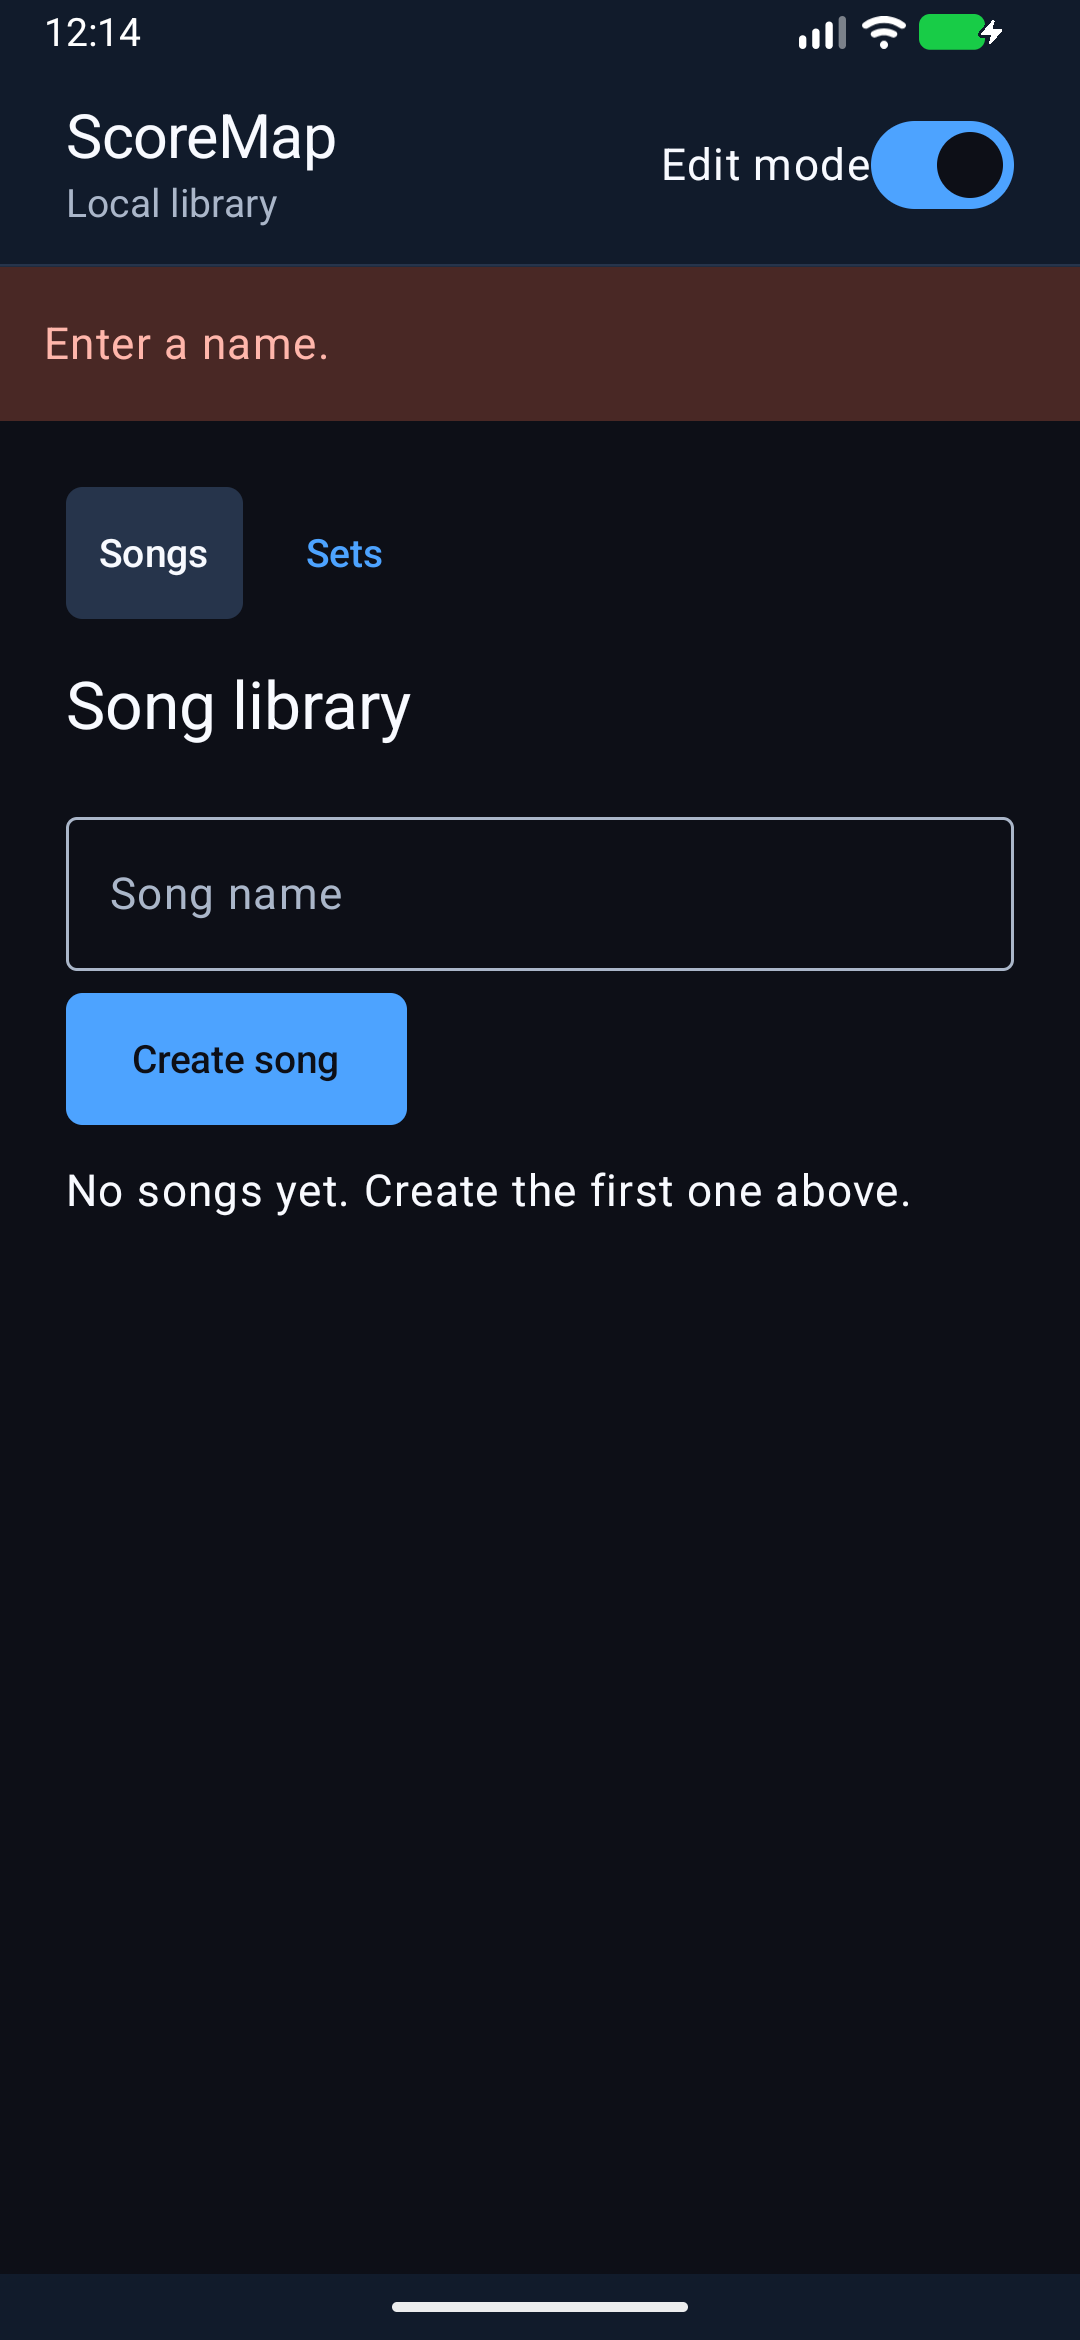 12:14
ScoreMap
Local library
Edit mode
Enter a name.
Songs
Sets
Song library
Song name
Create song
No songs yet. Create the first one above.